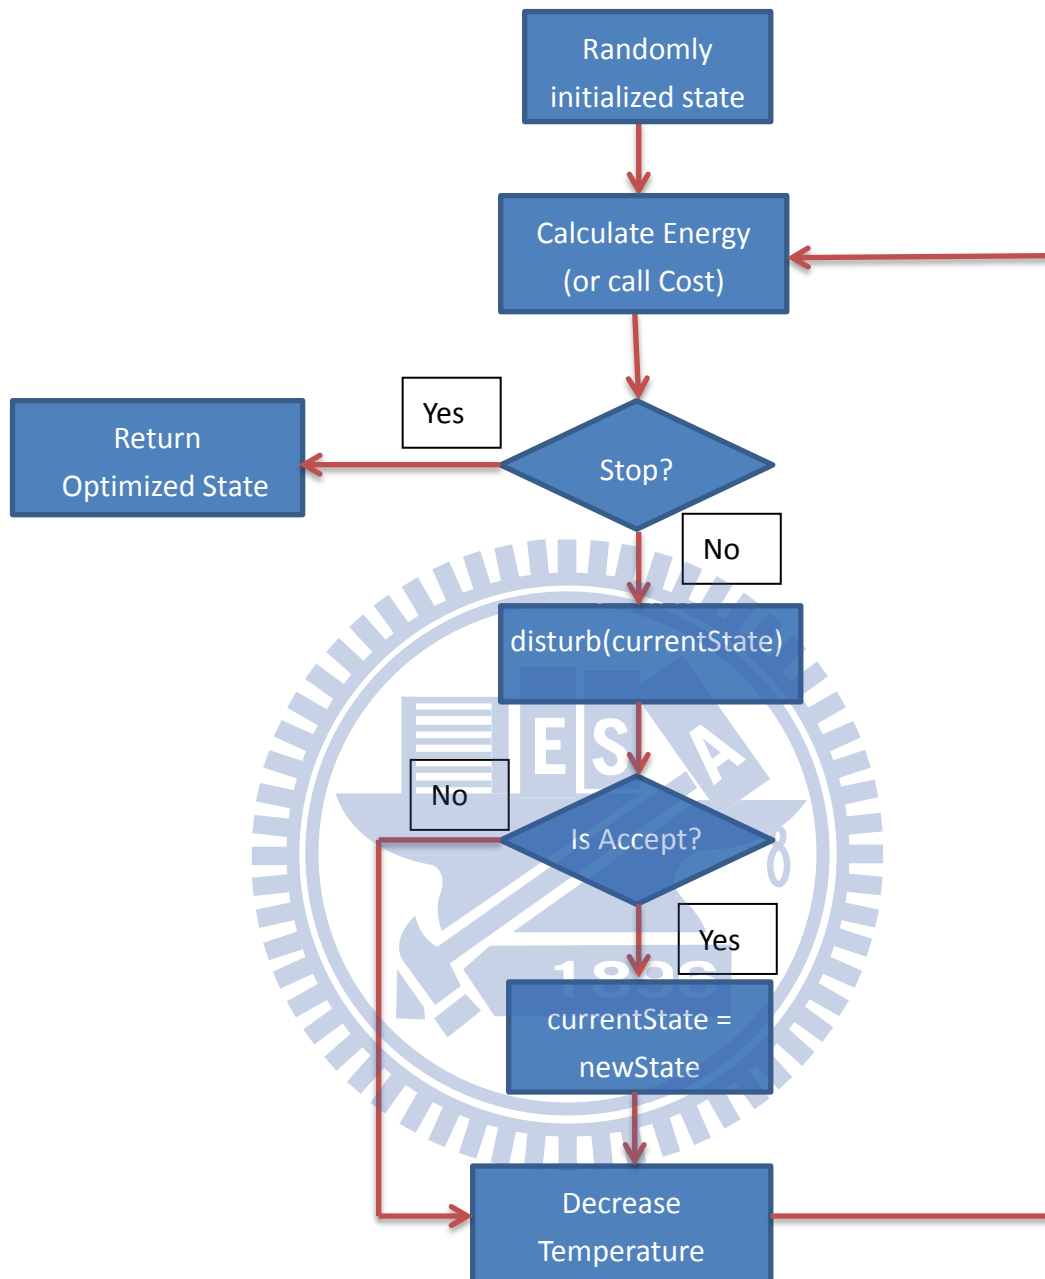 Randomly
initialized state
Calculate Energy
(or call Cost)
Yes
Return
Optimized State
Stop?
No
disturb(currentState)
E S A
No
Is Accept?
Yes
1896
currentState =
newState
Decrease
Temperature